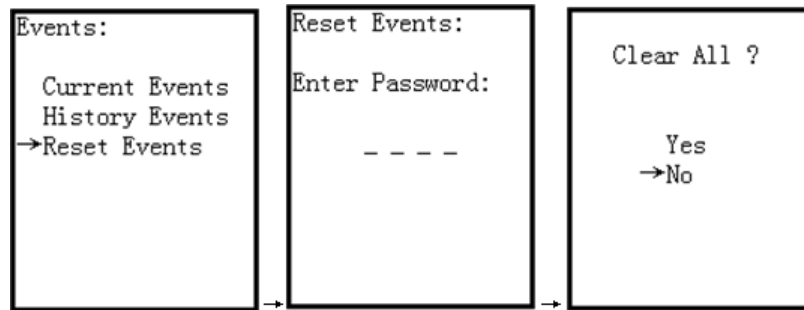 Events:
Current Events
History Events
→Reset Events
Reset Events:
Enter Password:
_ _ _ _
Clear All ?
Yes
→No